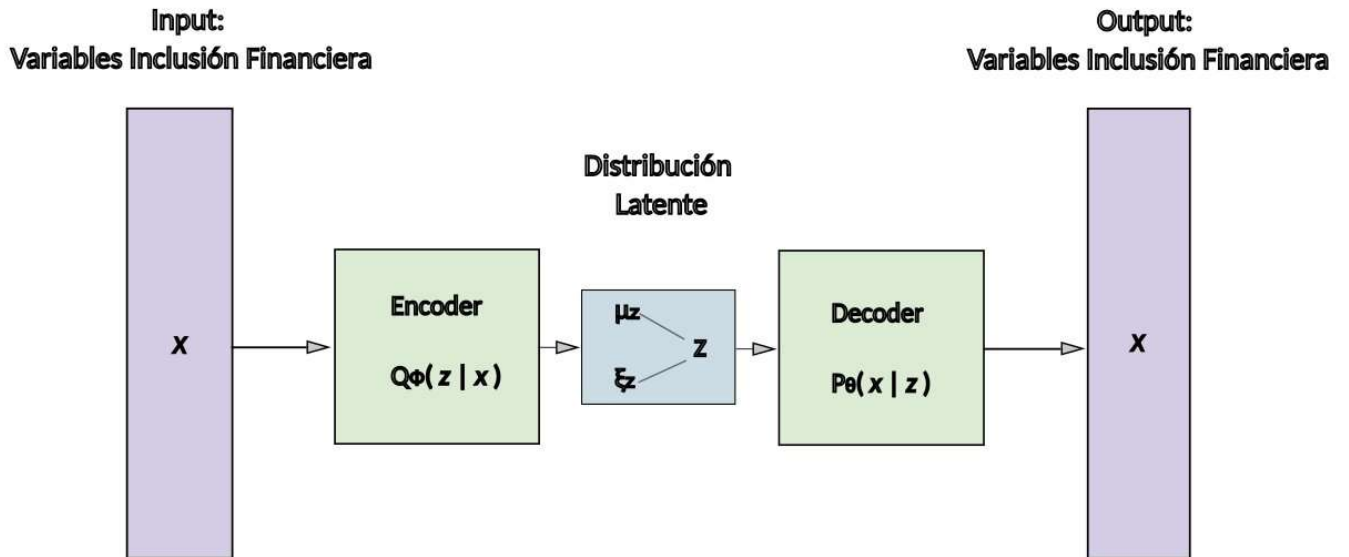 Input:
Variables Inclusión Financiera
Output:
Variables Inclusión Financiera
Distribución
Latente
x
Encoder
Qϕ( z | x )
μz
ξz
z
Decoder
Pθ( x | z )
x